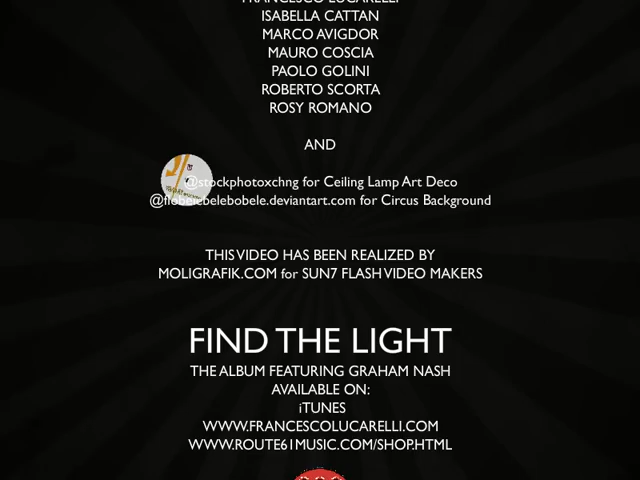 FRANCESCO LUCARELLI
ISABELLA CATTAN
MARCO AVIGDOR
MAURO COSCIA
PAOLO GOLINI
ROBERTO SCORTA
ROSY ROMANO
AND
@stockphotoxchng for Ceiling Lamp Art Deco
.deviantart.com for Circus Background
THIS VIDEO HAS BEEN REALIZED BY
MOLIGRAFIK.COM for SUN7 FLASH VIDEO MAKERS
FIND THE LIGHT
THE ALBUM FEATURING GRAHAM NASH
AVAILABLE ON:
iTUNES
WWW.FRANCESCOLUCARELLI.COM
WWW.ROUTE61MUSIC.COM/SHOP.HTML